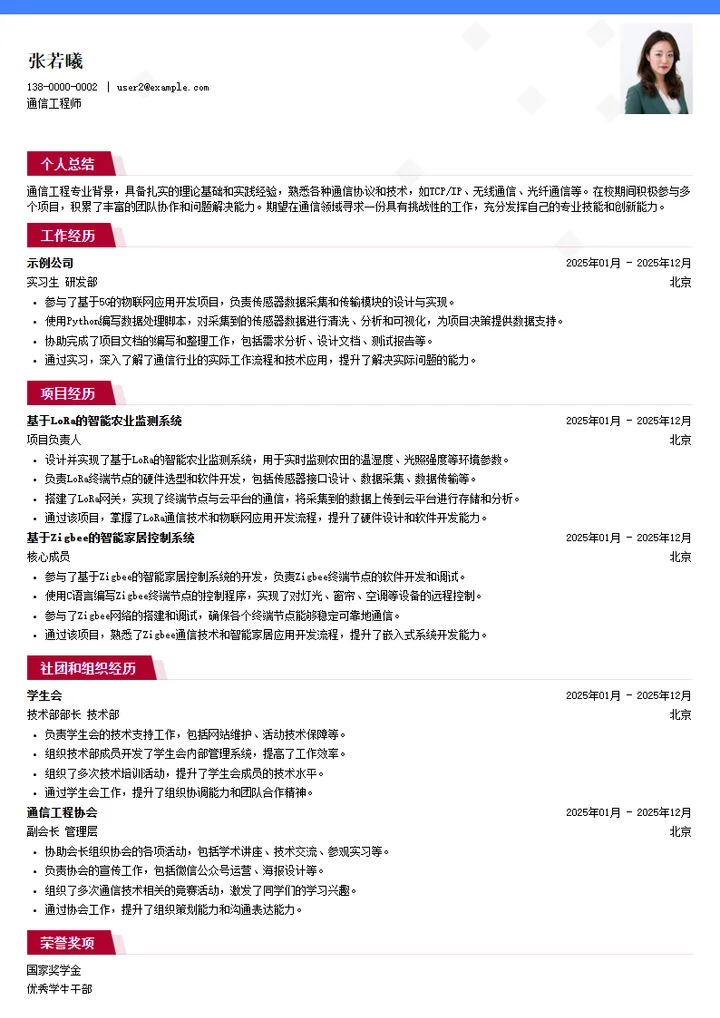 张若曦
138-0000-0002 | user2@example.com
通信工程师
个人总结
通信工程专业背景，具备扎实的理论基础和实践经验，熟悉各种通信协议和技术，如TCP/IP、无线通信、光纤通信等。在校期间积极参与多
个项目，积累了丰富的团队协作和问题解决能力。期望在通信领域寻求一份具有挑战性的工作，充分发挥自己的专业技能和创新能力。
工作经历
示例公司 2025年01月 - 2025年12月
实习生 研发部 北京
• 参与了基于5G的物联网应用开发项目，负责传感器数据采集和传输模块的设计与实现。
• 使用Python编写数据处理脚本，对采集到的传感器数据进行清洗、分析和可视化，为项目决策提供数据支持。
• 协助完成了项目文档的编写和整理工作，包括需求分析、设计文档、测试报告等。
• 通过实习，深入了解了通信行业的实际工作流程和技术应用，提升了解决实际问题的能力。
项目经历
基于LoRa的智能农业监测系统 2025年01月 - 2025年12月
项目负责人 北京
• 设计并实现了基于LoRa的智能农业监测系统，用于实时监测农田的温湿度、光照强度等环境参数。
• 负责LoRa终端节点的硬件选型和软件开发，包括传感器接口设计、数据采集、数据传输等。
• 搭建了LoRa网关，实现了终端节点与云平台的通信，将采集到的数据上传到云平台进行存储和分析。
• 通过该项目，掌握了LoRa通信技术和物联网应用开发流程，提升了硬件设计和软件开发能力。
基于Zigbee的智能家居控制系统 2025年01月 - 2025年12月
核心成员 北京
• 参与了基于Zigbee的智能家居控制系统的开发，负责Zigbee终端节点的软件开发和调试。
• 使用C语言编写Zigbee终端节点的控制程序，实现了对灯光、窗帘、空调等设备的远程控制。
• 参与了Zigbee网络的搭建和调试，确保各个终端节点能够稳定可靠地通信。
• 通过该项目，熟悉了Zigbee通信技术和智能家居应用开发流程，提升了嵌入式系统开发能力。
社团和组织经历
学生会 2025年01月 - 2025年12月
技术部部长 技术部 北京
• 负责学生会的技术支持工作，包括网站维护、活动技术保障等。
• 组织技术部成员开发了学生会内部管理系统，提高了工作效率。
• 组织了多次技术培训活动，提升了学生会成员的技术水平。
• 通过学生会工作，提升了组织协调能力和团队合作精神。
通信工程协会 2025年01月 - 2025年12月
副会长 管理层 北京
• 协助会长组织协会的各项活动，包括学术讲座、技术交流、参观实习等。
• 负责协会的宣传工作，包括微信公众号运营、海报设计等。
• 组织了多次通信技术相关的竞赛活动，激发了同学们的学习兴趣。
• 通过协会工作，提升了组织策划能力和沟通表达能力。
荣誉奖项
国家奖学金
优秀学生干部